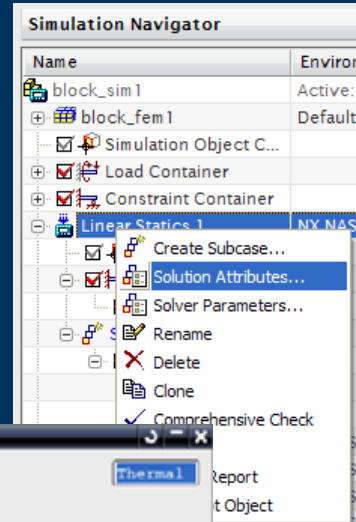 Simulation Navigator
Name Environ
block_sim1 Active:
block_fem1 Default
Simulation Object C...
Load Container
Constraint Container
Linear Statics 1 NX NAS
Create Subcase...
Solution Attributes...
Solver Parameters...
S Rename
Delete
Clone
Comprehensive Check
Thermal
Report
t Object